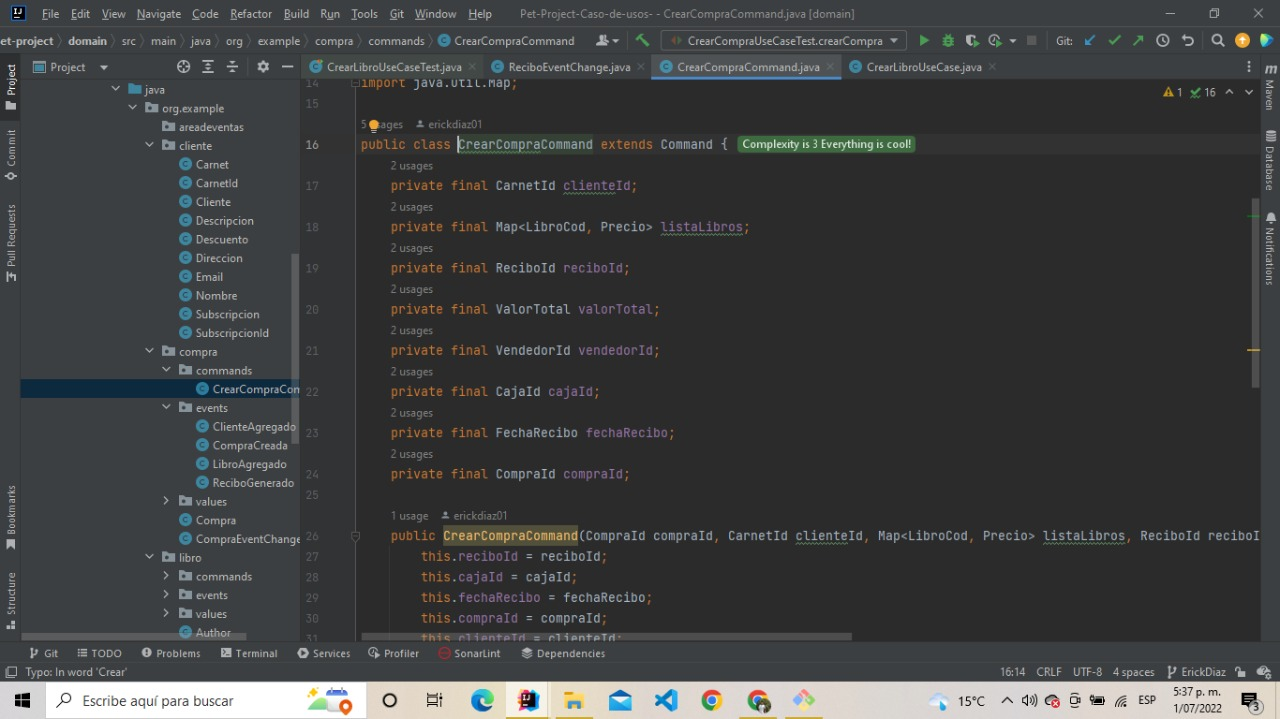 File Edit View Navigate Code Refactor Build Run Tools Git Window Help Pet-Project-Caso-de-usos- - CrearCompraCommand.java [domain]
et-project domain src main java org example compra commands CrearCompraCommand CrearCompraUseCaseTest.crearCompra Git:
Project CrearLibroUseCaseTest.java ReciboEventChange.java CrearCompraCommand.java CrearLibroUseCase.java
Project
Commit
Pull Requests
Bookmarks
Structure
java
org.example
areadeventas
cliente
Carnet
CarnetId
Cliente
Descripcion
Descuento
Direccion
Email
Nombre
Subscripcion
SubscripcionId
compra
commands
CrearCompraCon
events
ClienteAgregado
CompraCreada
LibroAgregado
ReciboGenerado
values
Compra
CompraEventChange
libro
commands
events
values
Author
14 import java.util.Map;
1 16
15
5 usages erickdiaz01
16 public class CrearCompraCommand extends Command { Complexity is 3 Everything is cool!
2 usages
17 private final CarnetId clienteId;
2 usages
18 private final Map<LibroCod, Precio> listaLibros;
2 usages
19 private final ReciboId reciboId;
2 usages
20 private final ValorTotal valorTotal;
2 usages
21 private final VendedorId vendedorId;
2 usages
22 private final CajaId cajaId;
2 usages
23 private final FechaRecibo fechaRecibo;
2 usages
24 private final CompraId compraId;
25
1 usage erickdiaz01
26 public CrearCompraCommand(CompraId compraId, CarnetId clienteId, Map<LibroCod, Precio> listaLibros, ReciboId reciboI
27 this.reciboId = reciboId;
28 this.cajaId = cajaId;
29 this.fechaRecibo = fechaRecibo;
30 this.compraId = compraId;
31 this.clienteId = clienteId;
Maven
Database
Notifications
Git TODO Problems Terminal Services Profiler SonarLint Dependencies
Typo: In word 'Crear' 16:14 CRLF UTF-8 4 spaces ErickDiaz
Escribe aquí para buscar 15°C ESP 5:37 p. m.
1/07/2022 3